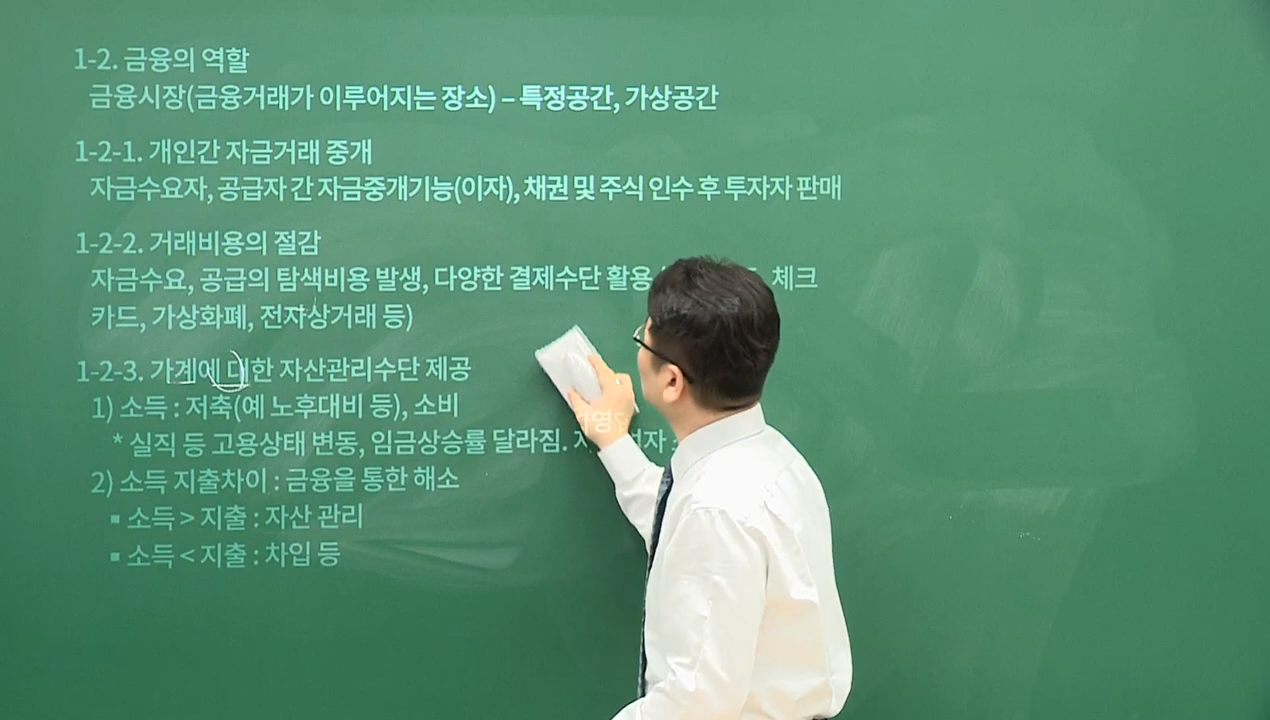 1-2. 금융의 역할
금융시장(금융거래가 이루어지는 장소) – 특정공간, 가상공간
1-2-1. 개인간 자금거래 중개
자금수요자, 공급자 간 자금중개기능(이자), 채권 및 주식 인수 후 투자자 판매
1-2-2. 거래비용의 절감
자금수요, 공급의 탐색비용 발생, 다양한 결제수단 활용 체크
카드, 가상화폐, 전자상거래 등)
1-2-3. 가계에 대한 자산관리수단 제공
1) 소득 : 저축(예 노후대비 등), 소비
* 실직 등 고용상태 변동, 임금상승률 달라짐.
2) 소득 지출차이 : 금융을 통한 해소
▪ 소득 > 지출 : 자산 관리
▪ 소득 < 지출 : 차입 등